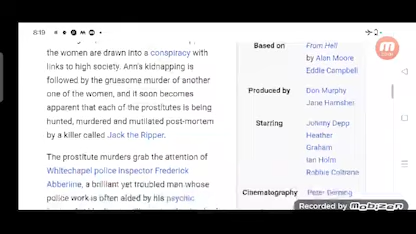 8:19
the women are drawn into a conspiracy with
links to high society. Ann's kidnapping is
followed by the gruesome murder of another
one of the women, and it soon becomes
apparent that each of the prostitutes is being
hunted, murdered and mutilated post-mortem
by a killer called Jack the Ripper.
The prostitute murders grab the attention of
Whitechapel police inspector Frederick
Abberline, a brilliant yet troubled man whose
police work is often aided by his psychic
Based on
From Hell
by Alan Moore
Eddie Campbell
Produced by
Don Murphy
Jane Hamsher
Starring
Johnny Depp
Heather
Graham
Ian Holm
Robbie Coltrane
Cinematography
Peter Deming
Recorded by Mobizen